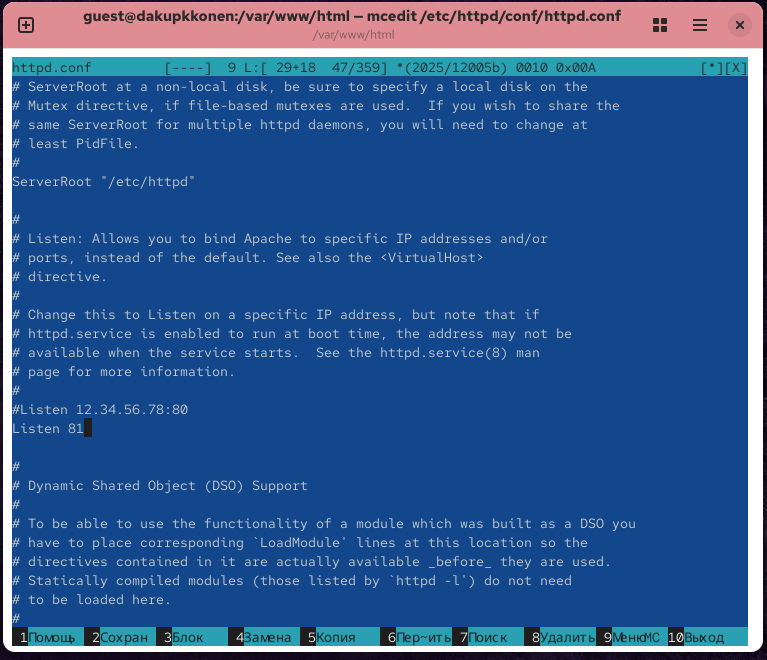 guest@dakupkkonen:/var/www/html — mcedit /etc/httpd/conf/httpd.conf
/var/www/html
httpd.conf         [----]  9 L:[ 29+18  47/359] *(2025/12005b) 0010 0x00A             [*][X]
# ServerRoot at a non-local disk, be sure to specify a local disk on the
# Mutex directive, if file-based mutexes are used.  If you wish to share the
# same ServerRoot for multiple httpd daemons, you will need to change at
# least PidFile.
#
ServerRoot "/etc/httpd"

#
# Listen: Allows you to bind Apache to specific IP addresses and/or
# ports, instead of the default. See also the <VirtualHost>
# directive.
#
# Change this to Listen on a specific IP address, but note that if
# httpd.service is enabled to run at boot time, the address may not be
# available when the service starts.  See the httpd.service(8) man
# page for more information.
#
#Listen 12.34.56.78:80
Listen 81

#
# Dynamic Shared Object (DSO) Support
#
# To be able to use the functionality of a module which was built as a DSO you
# have to place corresponding `LoadModule' lines at this location so the
# directives contained in it are actually available _before_ they are used.
# Statically compiled modules (those listed by `httpd -l') do not need
# to be loaded here.
#
1Помощь  2Сохран  3Блок  4Замена  5Копия  6Пер~ить  7Поиск  8Удалить  9МенюMC  10Выход